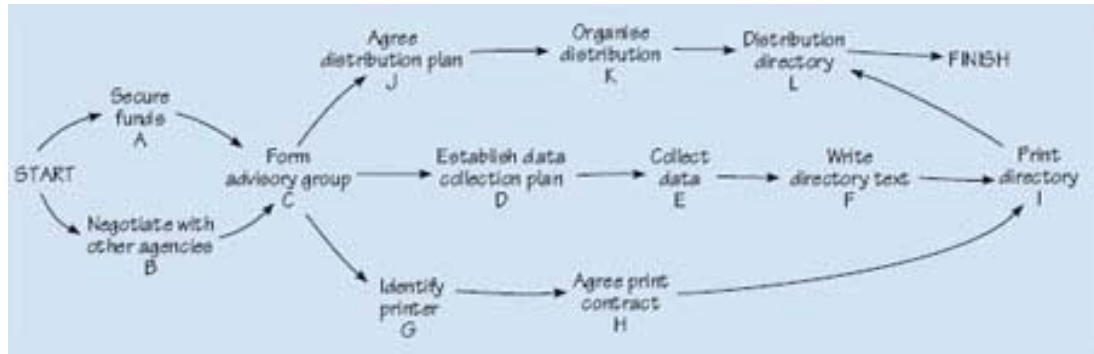 Agree
distribution plan
J
Organise
distribution
K
Distribution
directory
L
FINISH
Secure
funds
A
START
Form
advisory group
C
Establish data
collection plan
D
Collect
data
E
Write
directory text
F
Print
directory
I
Negotiate with
other agencies
B
Identify
printer
G
Agree print
contract
H